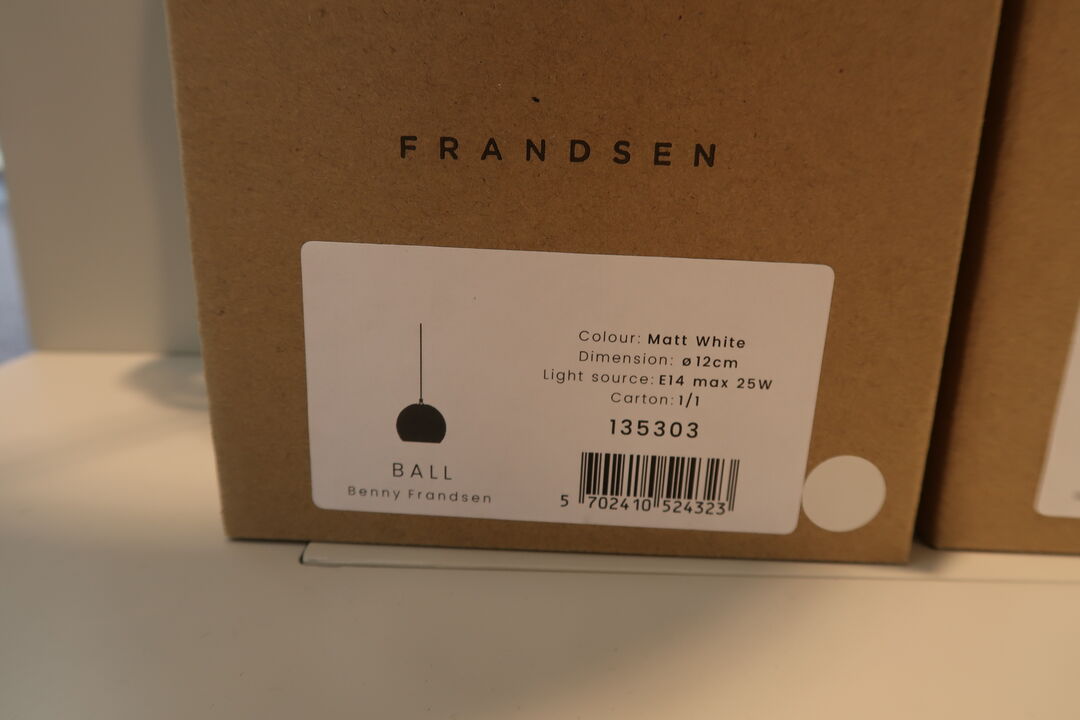 FRANDSEN
Colour: Matt White
Dimension: ø12cm
Light source: E14 max 25W
Carton: 1/1
135303
5 702410 524323
BALL
Benny Frandsen